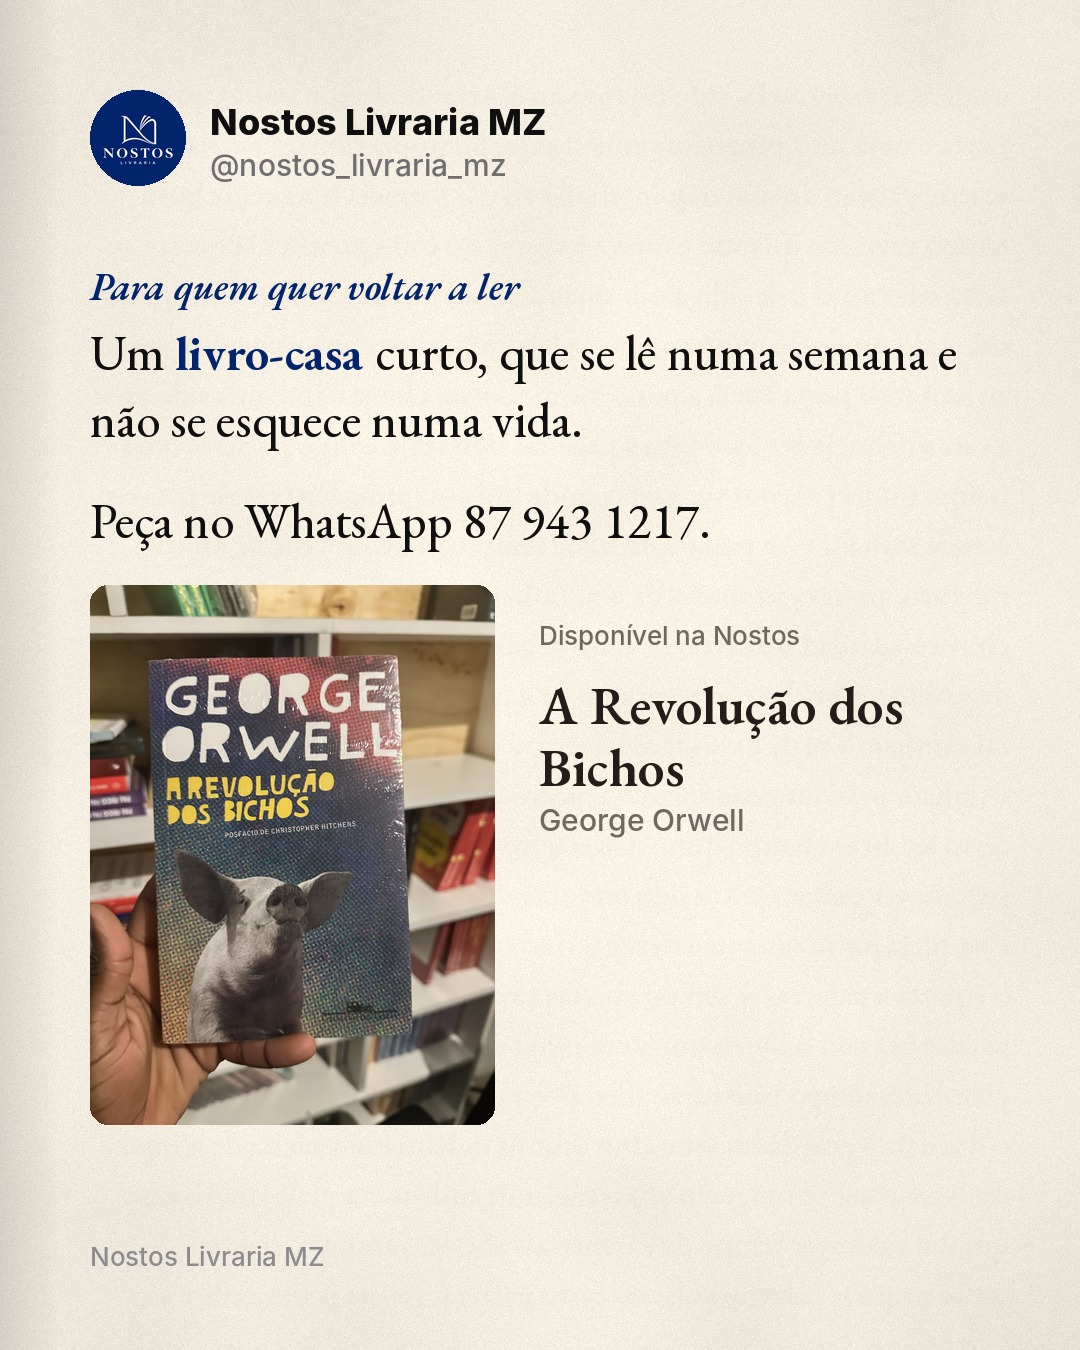 NOSTOS
LIVRARIA
Nostos Livraria MZ
@nostos_livraria_mz
Para quem quer voltar a ler
Um livro-casa curto, que se lê numa semana e
não se esquece numa vida.
Peça no WhatsApp 87 943 1217.
GEORGE
ORWELL
A REVOLUÇÃO
DOS BICHOS
POSFÁCIO DE CHRISTOPHER HITCHENS
Disponível na Nostos
A Revolução dos
Bichos
George Orwell
Nostos Livraria MZ